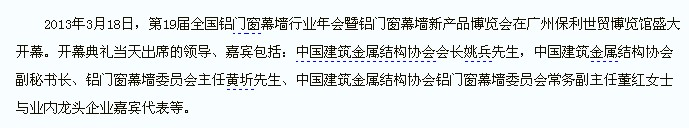 2013年3月18日，第19届全国铝门窗幕墙行业年会暨铝门窗幕墙新产品博览会在广州保利世贸博览馆盛大
开幕。开幕典礼当天出席的领导、嘉宾包括：中国建筑金属结构协会会长姚兵先生，中国建筑金属结构协会
副秘书长、铝门窗幕墙委员会主任黄圻先生、中国建筑金属结构协会铝门窗幕墙委员会常务副主任董红女士
与业内龙头企业嘉宾代表等。